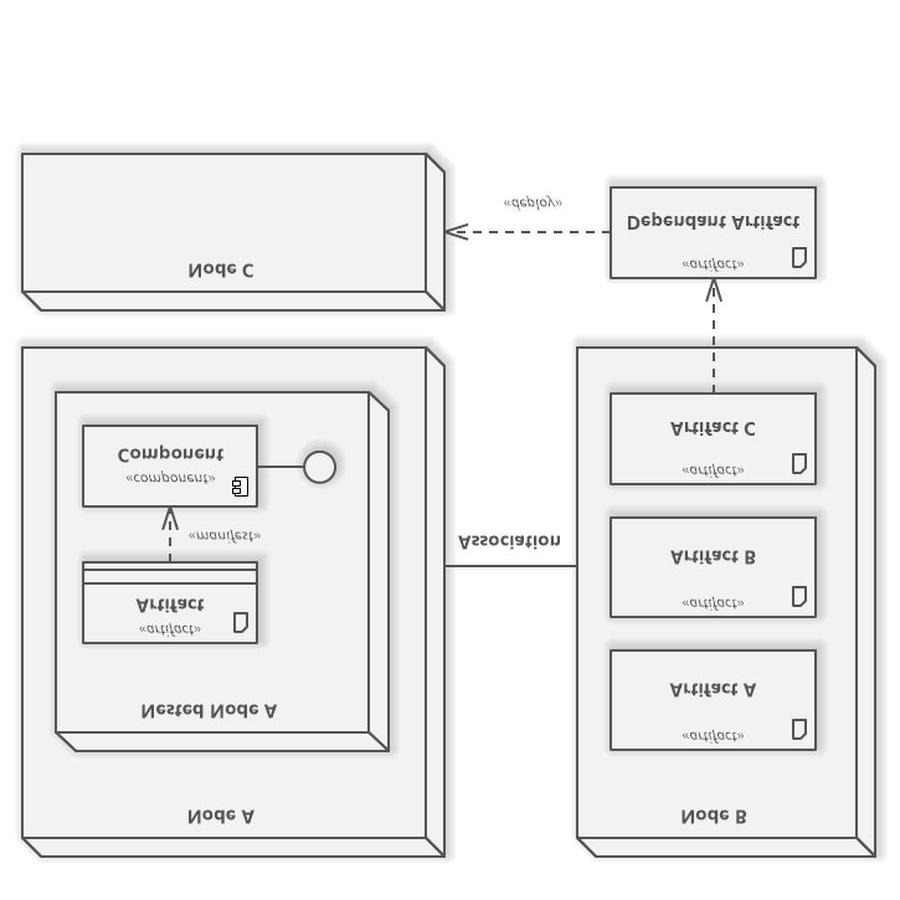 Node A
Node B
Nested Node A
«artifact»
Artifact
«manifest»
«component»
Component
Association
«artifact»
Artifact A
«artifact»
Artifact B
«artifact»
Artifact C
Node C
«deploy»
«artifact»
Dependant Artifact